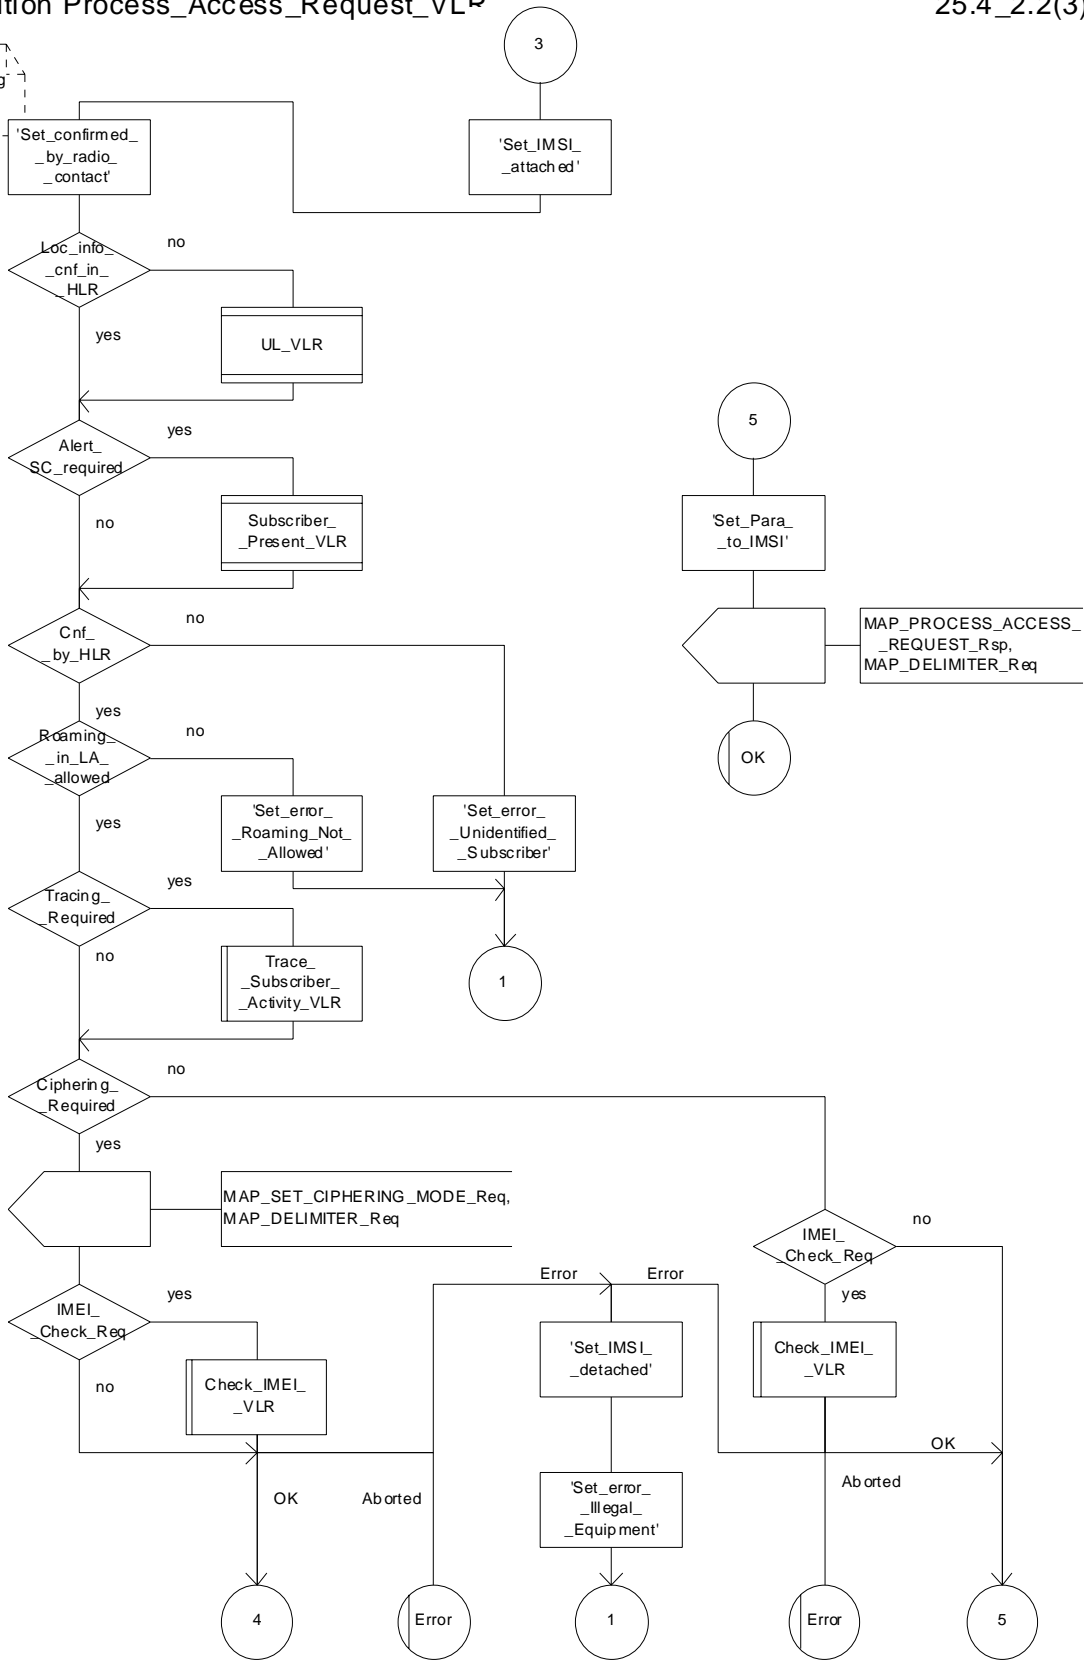 ition Process_Access_Request_VLR
25.4_2.2(3)
g
3
'Set_confirmed_
_by_radio_
_contact'
'Set_IMSI_
_attached'
Loc_info_
_cnf_in_
_HLR
no
yes
UL_VLR
Alert_
SC_required
yes
no
Subscriber_
_Present_VLR
5
'Set_Para_
_to_IMSI'
MAP_PROCESS_ACCESS_
_REQUEST_Rsp,
MAP_DELIMITER_Req
OK
Cnf_
_by_HLR
no
yes
Roaming_
_in_LA_
_allowed
no
yes
'Set_error_
_Roaming_Not_
_Allowed'
'Set_error_
_Unidentified_
_Subscriber'
Tracing_
_Required
yes
no
Trace_
_Subscriber_
_Activity_VLR
1
Ciphering_
_Required
no
yes
MAP_SET_CIPHERING_MODE_Req,
MAP_DELIMITER_Req
IMEI_
_Check_Req
no
yes
IMEI_
_Check_Req
yes
no
Error
Error
'Set_IMSI_
_detached'
Check_IMEI_
_VLR
Check_IMEI_
_VLR
OK
Aborted
'Set_error_
_Illegal_
_Equipment'
OK
Aborted
4
Error
1
Error
5